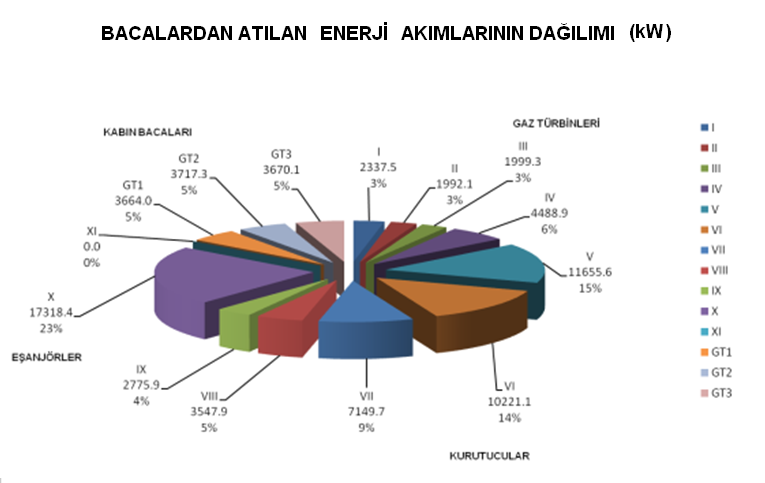 BACALARDAN ATILAN ENERJİ AKIMLARININ DAĞILIMI (kW)
KABIN BACALARI
GAZ TÜRBİNLERİ
I
2337.5
3%
II
1992.1
3%
III
1999.3
3%
IV
4488.9
6%
V
11655.6
15%
VI
10221.1
14%
KURUTUCULAR
VII
7149.7
9%
VIII
3547.9
5%
IX
2775.9
4%
EŞANJÖRLER
X
17318.4
23%
XI
0.0
0%
GT1
3664.0
5%
GT2
3717.3
5%
GT3
3670.1
5%
I
II
III
IV
V
VI
VII
VIII
IX
X
XI
GT1
GT2
GT3